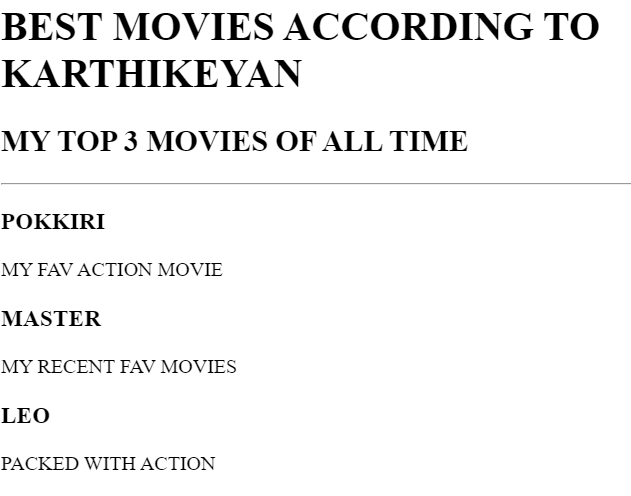 BEST MOVIES ACCORDING TO
KARTHIKEYAN
MY TOP 3 MOVIES OF ALL TIME
POKKIRI
MY FAV ACTION MOVIE
MASTER
MY RECENT FAV MOVIES
LEO
PACKED WITH ACTION